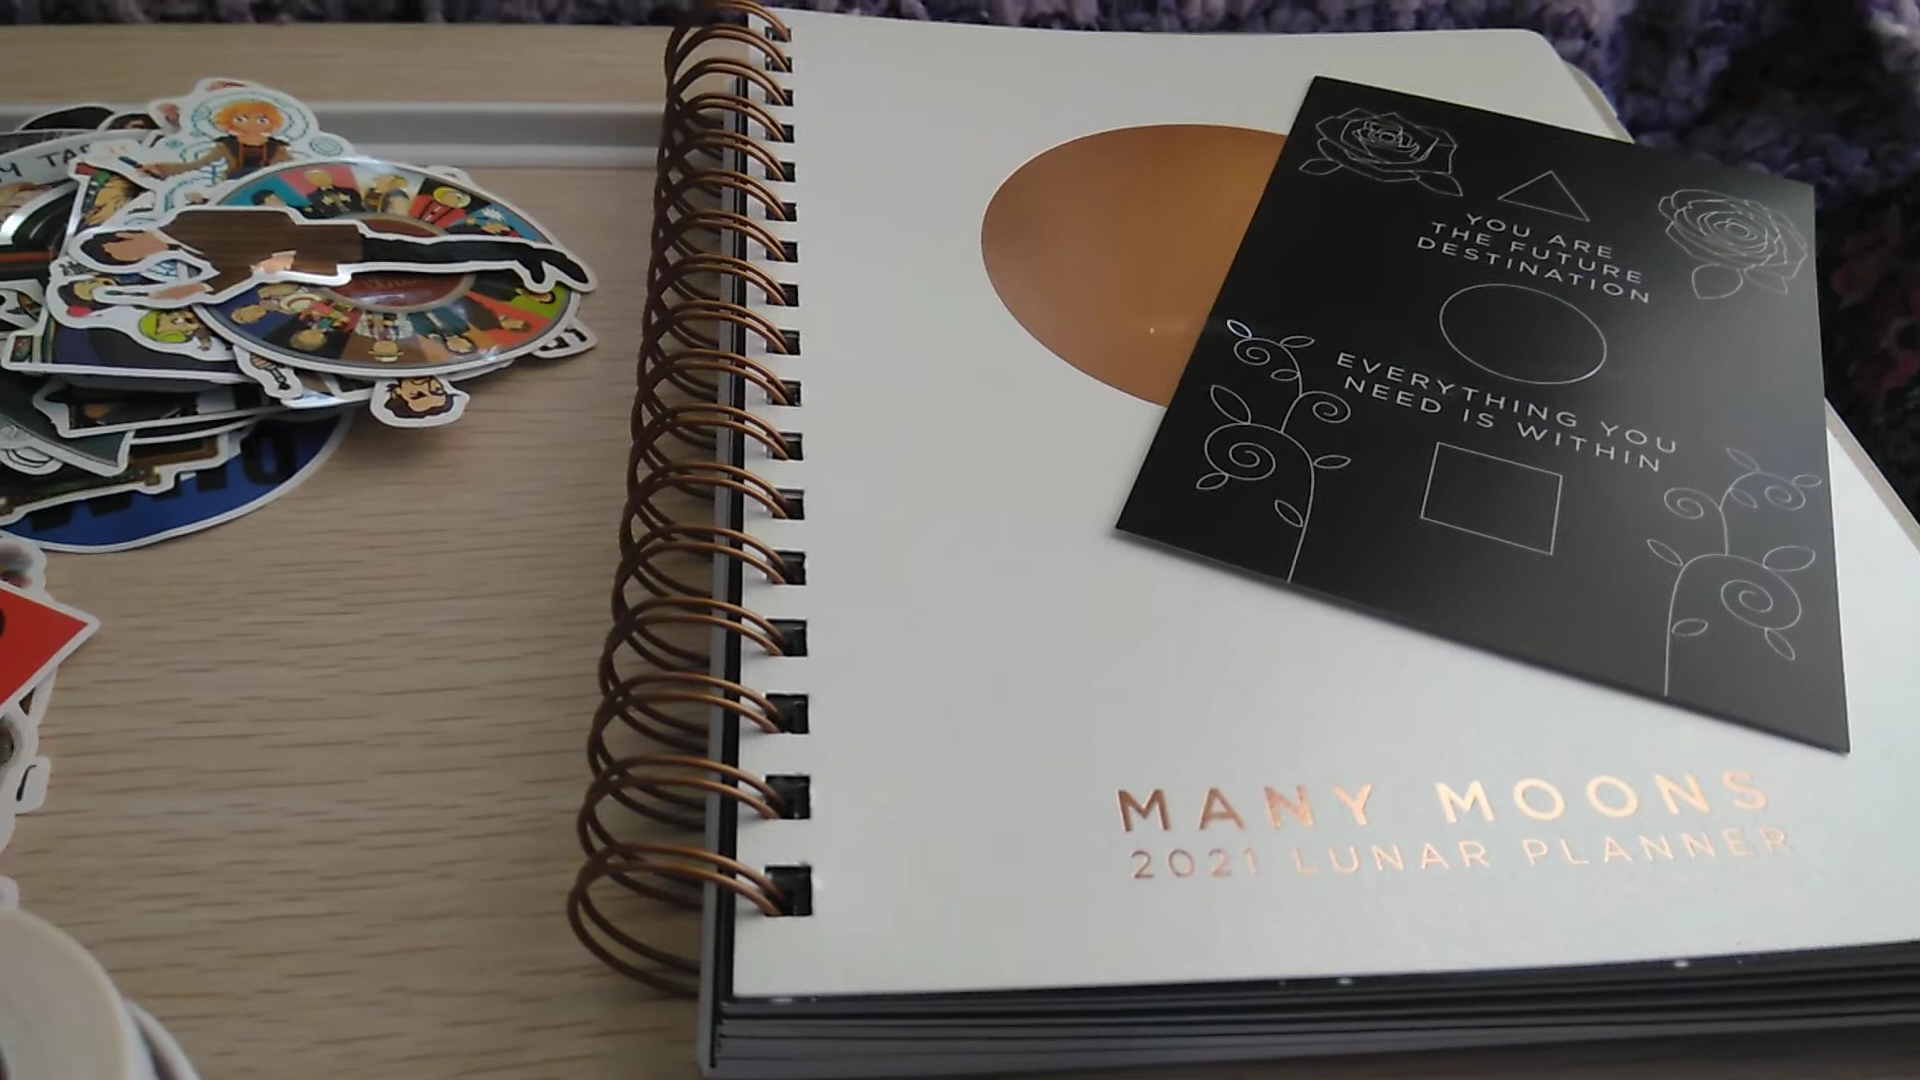 YOU ARE
THE FUTURE
DESTINATION
EVERYTHING YOU
NEED IS WITHIN
MANY MOONS
2021 LUNAR PLANNER